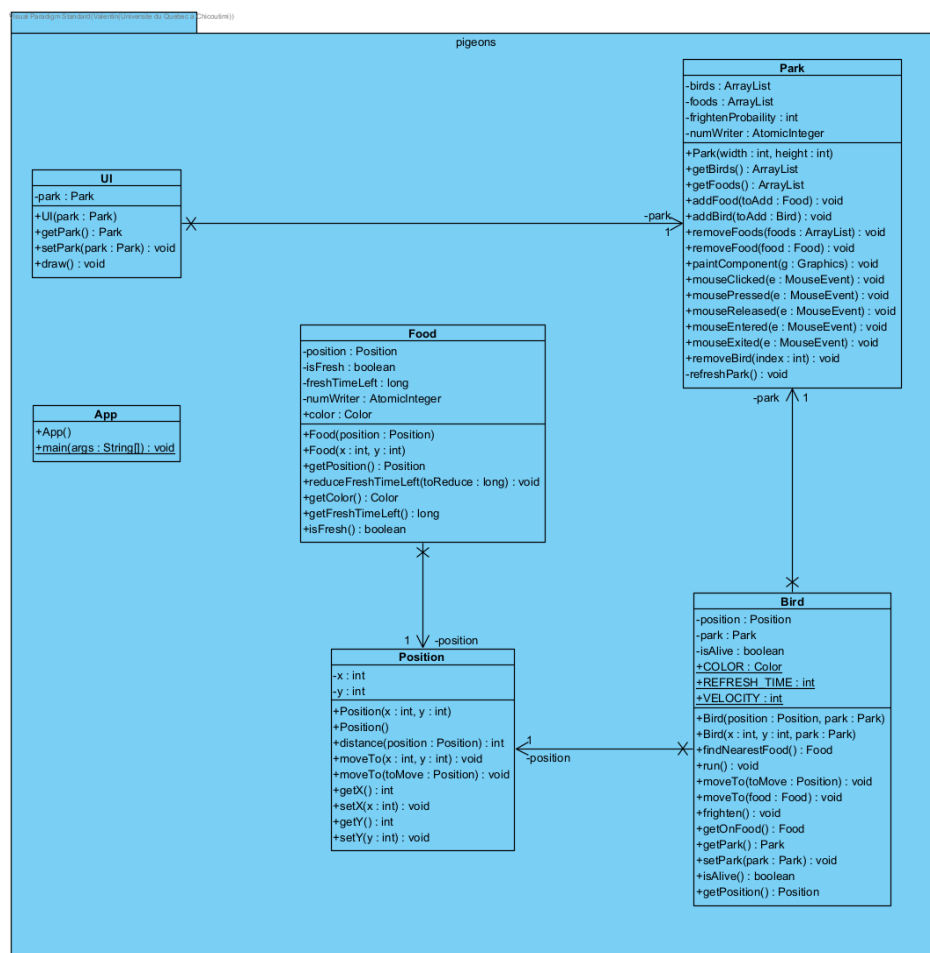 Visual Paradigm Standard(Valentin(Universite du Quebec a Chicoutimi))
pigeons
Park
-birds : ArrayList
-foods : ArrayList
-frightenProbaility : int
-numWriter : AtomicInteger
+Park(width : int, height : int)
+getBirds() : ArrayList
+getFoods() : ArrayList
+addFood(toAdd : Food) : void
+addBird(toAdd : Bird) : void
+removeFoods(foods : ArrayList) : void
+removeFood(food : Food) : void
+paintComponent(g : Graphics) : void
+mouseClicked(e : MouseEvent) : void
+mousePressed(e : MouseEvent) : void
+mouseReleased(e : MouseEvent) : void
+mouseEntered(e : MouseEvent) : void
+mouseExited(e : MouseEvent) : void
+removeBird(index : int) : void
-refreshPark() : void
UI
-park : Park
+UI(park : Park)
+getPark() : Park
+setPark(park : Park) : void
+draw() : void
-park
1
Food
-position : Position
-isFresh : boolean
-freshTimeLeft : long
-numWriter : AtomicInteger
+color : Color
+Food(position : Position)
+Food(x : int, y : int)
+getPosition() : Position
+reduceFreshTimeLeft(toReduce : long) : void
+getColor() : Color
+getFreshTimeLeft() : long
+isFresh() : boolean
App
+App()
+main(args : String[]) : void
-park 1
1 -position
Position
-x : int
-y : int
+Position(x : int, y : int)
+Position()
+distance(position : Position) : int
+moveTo(x : int, y : int) : void
+moveTo(toMove : Position) : void
+getX() : int
+setX(x : int) : void
+getY() : int
+setY(y : int) : void
1
-position
Bird
-position : Position
-park : Park
-isAlive : boolean
+COLOR : Color
+REFRESH_TIME : int
+VELOCITY : int
+Bird(position : Position, park : Park)
+Bird(x : int, y : int, park : Park)
+findNearestFood() : Food
+run() : void
+moveTo(toMove : Position) : void
+moveTo(food : Food) : void
+frighten() : void
+getOnFood() : Food
+getPark() : Park
+setPark(park : Park) : void
+isAlive() : boolean
+getPosition() : Position